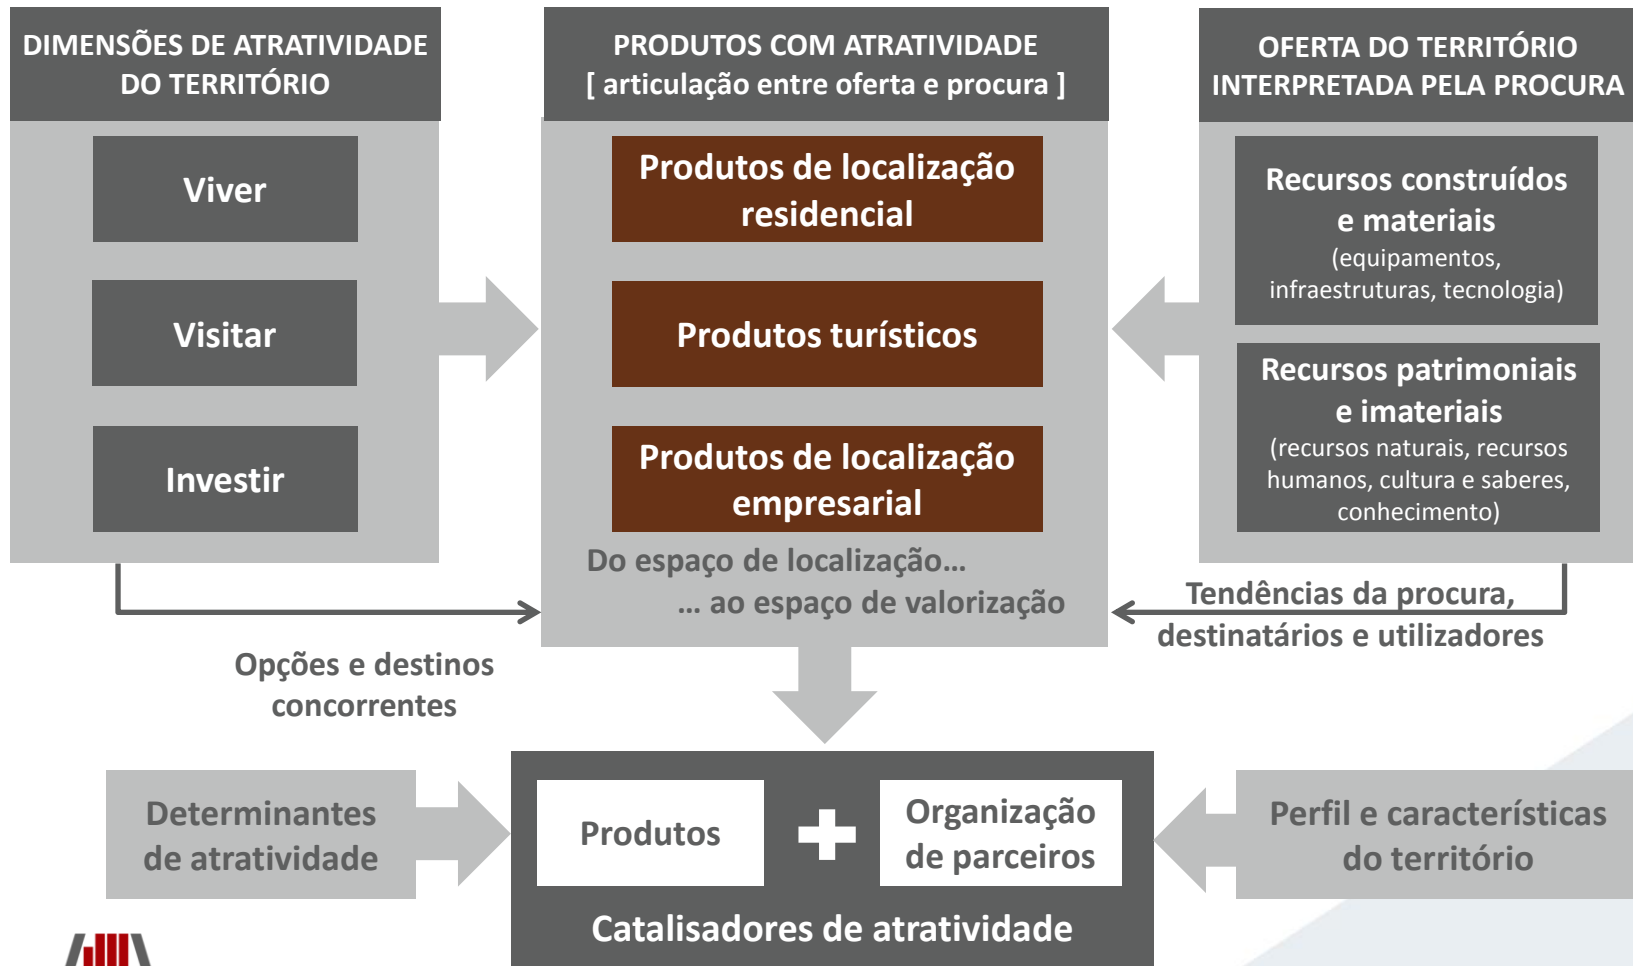 DIMENSÕES DE ATRATIVIDADE
DO TERRITÓRIO
Viver
Visitar
Investir
PRODUTOS COM ATRATIVIDADE
[ articulação entre oferta e procura ]
Produtos de localização
residencial
Produtos turísticos
Produtos de localização
empresarial
Do espaço de localização…
… ao espaço de valorização
OFERTA DO TERRITÓRIO
INTERPRETADA PELA PROCURA
Recursos construídos
e materiais
(equipamentos,
infraestruturas, tecnologia)
Recursos patrimoniais
e imateriais
(recursos naturais, recursos
humanos, cultura e saberes,
conhecimento)
Opções e destinos
concorrentes
Tendências da procura,
destinatários e utilizadores
Determinantes
de atratividade
Produtos
Organização
de parceiros
Catalisadores de atratividade
Perfil e características
do território